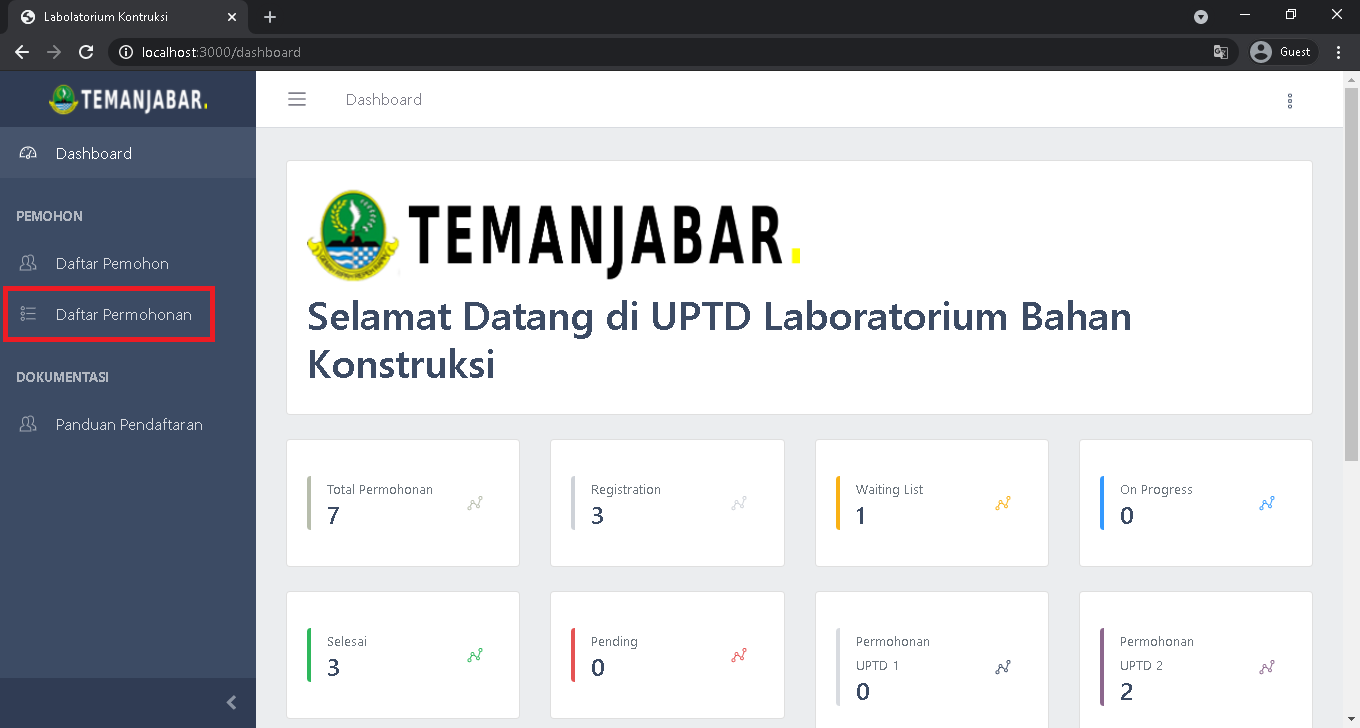 Labolatorium Kontruksi
localhost:3000/dashboard
Guest
TEMANJABAR.
Dashboard
Dashboard
PEMOHON
Daftar Pemohon
Daftar Permohonan
DOKUMENTASI
Panduan Pendaftaran
TEMANJABAR.
Selamat Datang di UPTD Laboratorium Bahan
Konstruksi
Total Permohonan
7
Registration
3
Waiting List
1
On Progress
0
Selesai
3
Pending
0
Permohonan
UPTD 1
0
Permohonan
UPTD 2
2